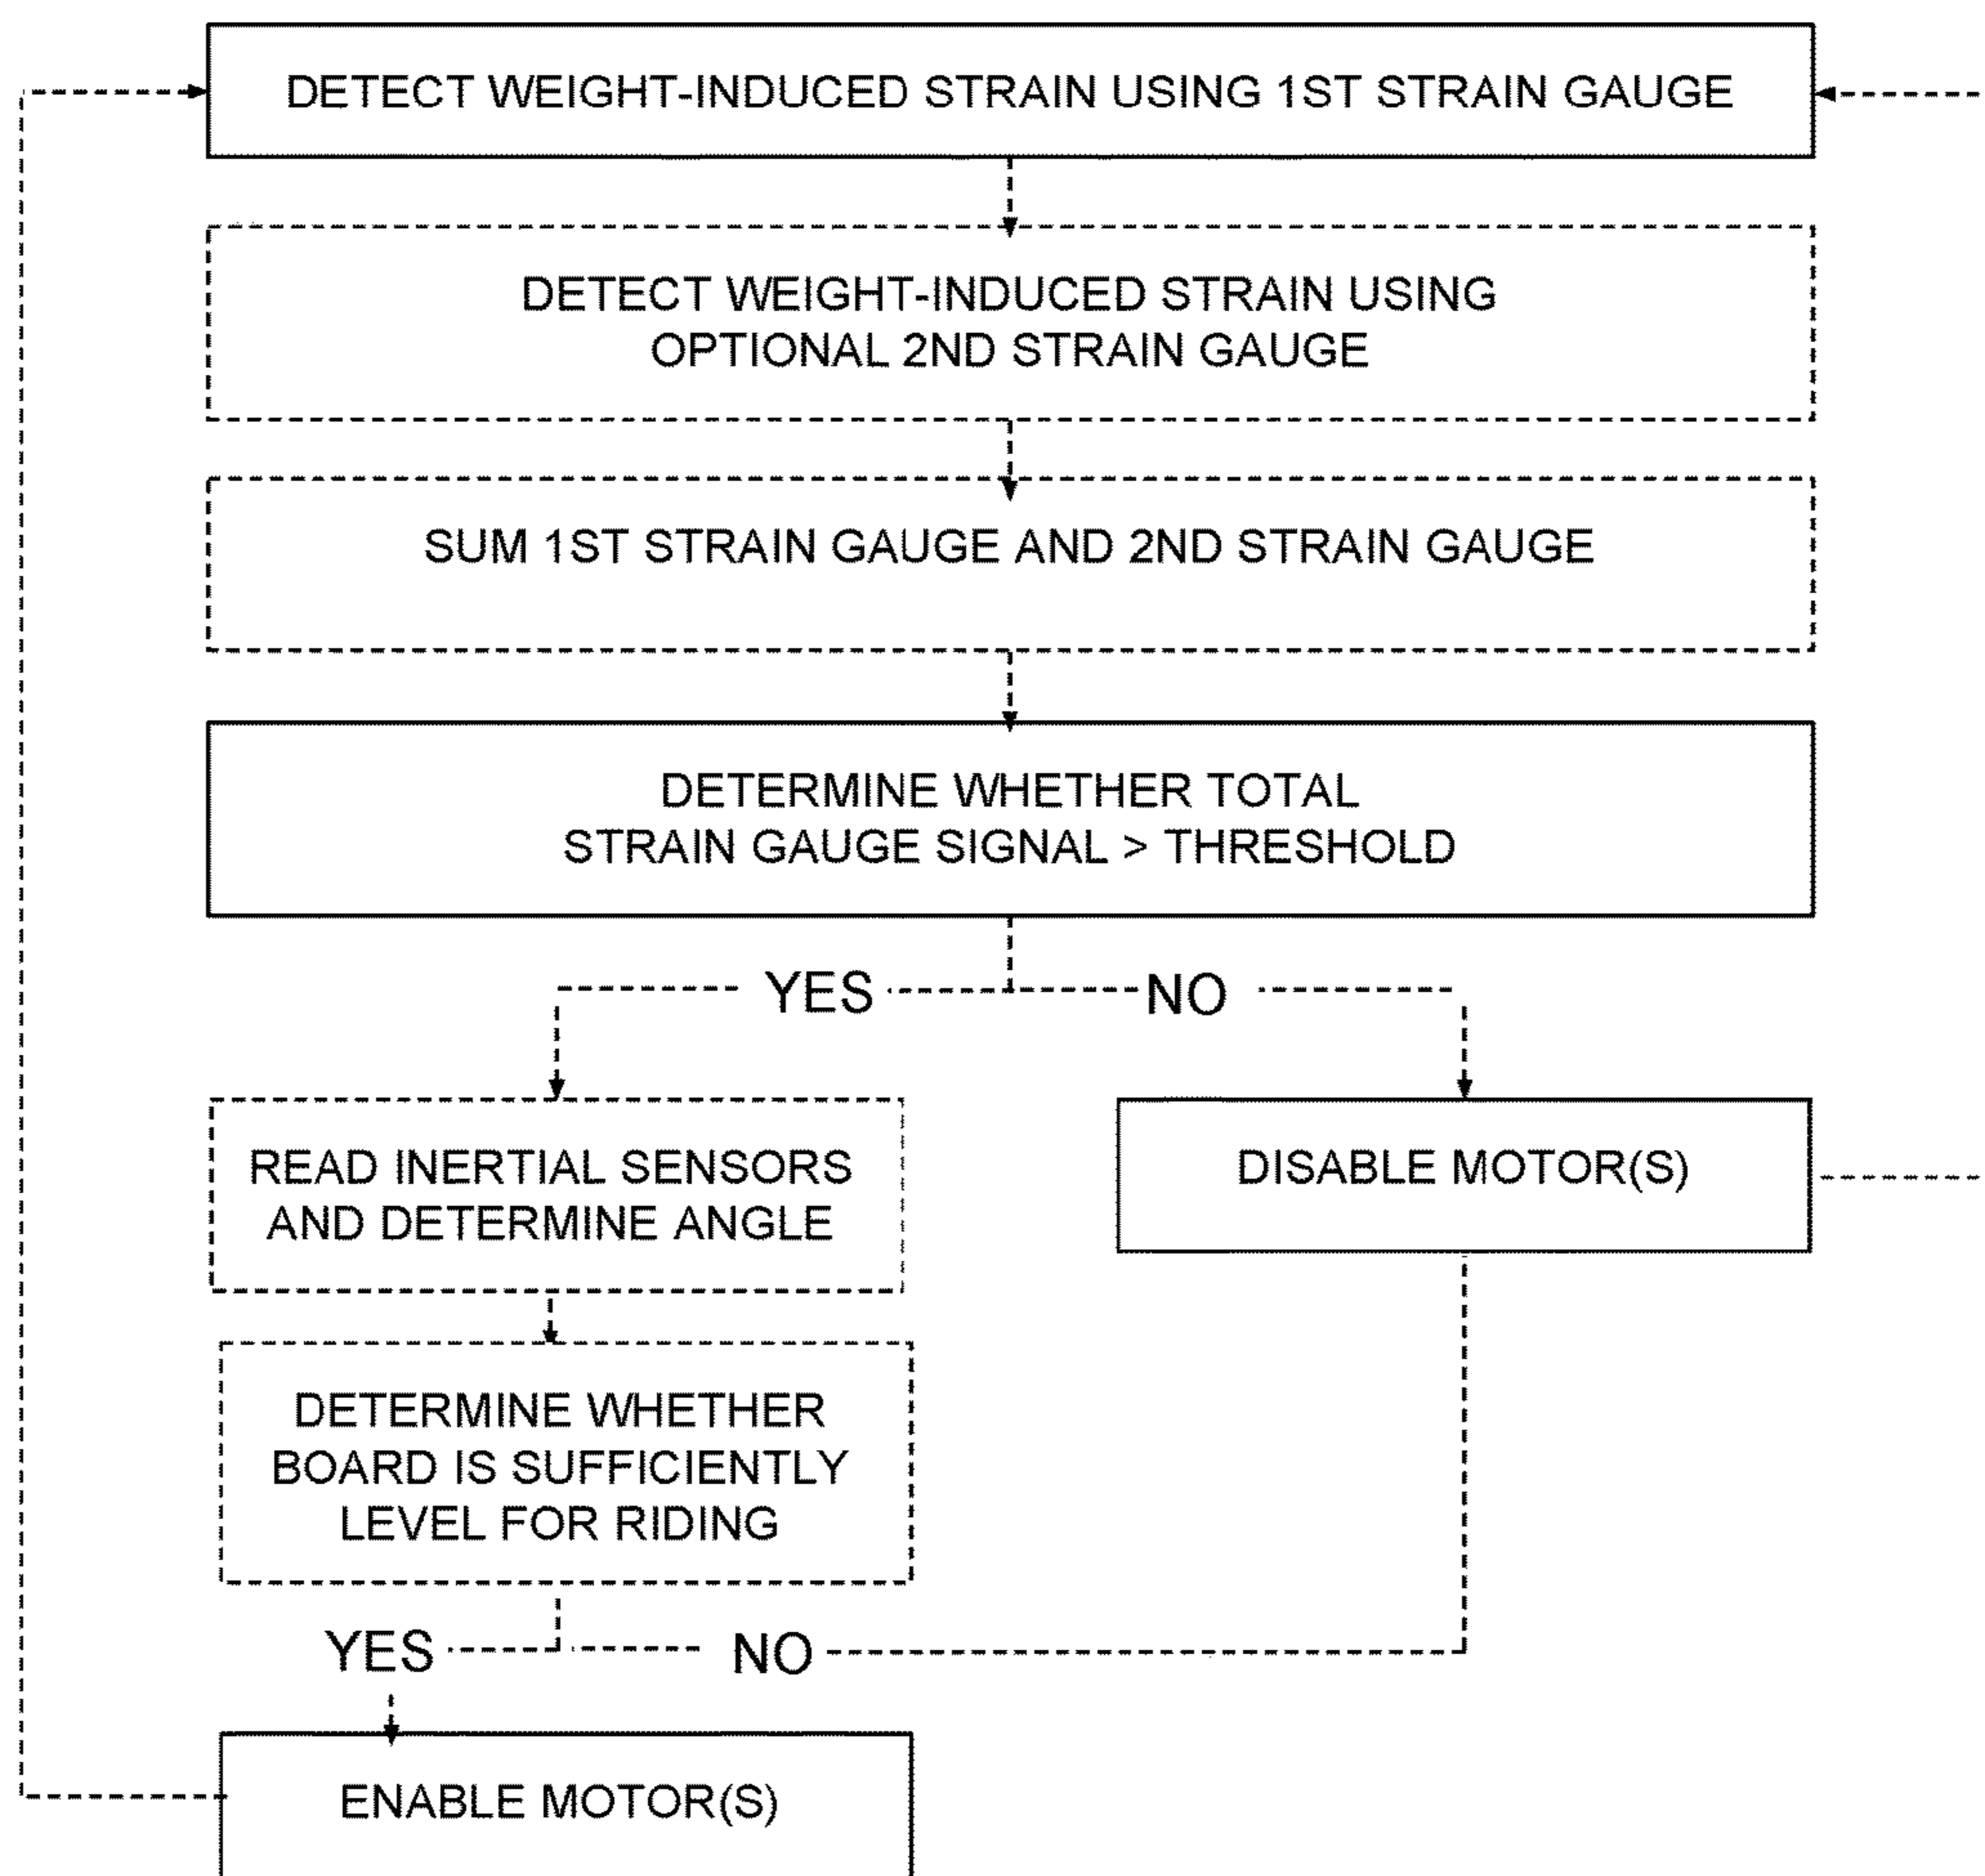 DETECT WEIGHT-INDUCED STRAIN USING 1ST STRAIN GAUGE
DETECT WEIGHT-INDUCED STRAIN USING
OPTIONAL 2ND STRAIN GAUGE
SUM 1ST STRAIN GAUGE AND 2ND STRAIN GAUGE
DETERMINE WHETHER TOTAL
STRAIN GAUGE SIGNAL > THRESHOLD
YES
NO
READ INERTIAL SENSORS
AND DETERMINE ANGLE
DISABLE MOTOR(S)
DETERMINE WHETHER
BOARD IS SUFFICIENTLY
LEVEL FOR RIDING
YES
NO
ENABLE MOTOR(S)